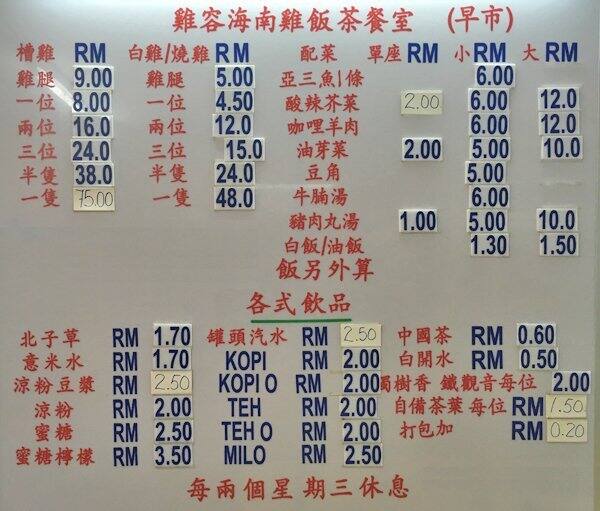 雞容海南雞飯茶餐室 (早市)
槽雞 RM 白雞/燒雞 RM 配菜 單座 RM 小 RM 大 RM
雞腿 9.00 雞腿 5.00 亞三魚1條 6.00
一位 8.00 一位 4.50 酸辣芥菜 2.00 6.00 12.0
兩位 16.0 兩位 12.0 咖哩羊肉 6.00 12.0
三位 24.0 三位 15.0 油芽菜 2.00 5.00 10.0
半隻 38.0 半隻 24.0 豆角 5.00
一隻 75.00 一隻 48.0 牛腩湯 6.00
豬肉丸湯 1.00 5.00 10.0
白飯/油飯 1.30 1.50
飯另外算
各式飲品
北子草 RM 1.70 罐頭汽水 RM 2.50 中國茶 RM 0.60
意米水 RM 1.70 KOPI RM 2.00 白開水 RM 0.50
涼粉豆漿 RM 2.50 KOPI O RM 2.00 獨樹香 鐵觀音每位 2.00
涼粉 RM 2.00 TEH RM 2.00 自備茶葉 每位 RM 1.50
蜜糖 RM 2.50 TEH O RM 2.00 打包加 RM 0.20
蜜糖檸檬 RM 3.50 MILO RM 2.50
每兩個星期三休息